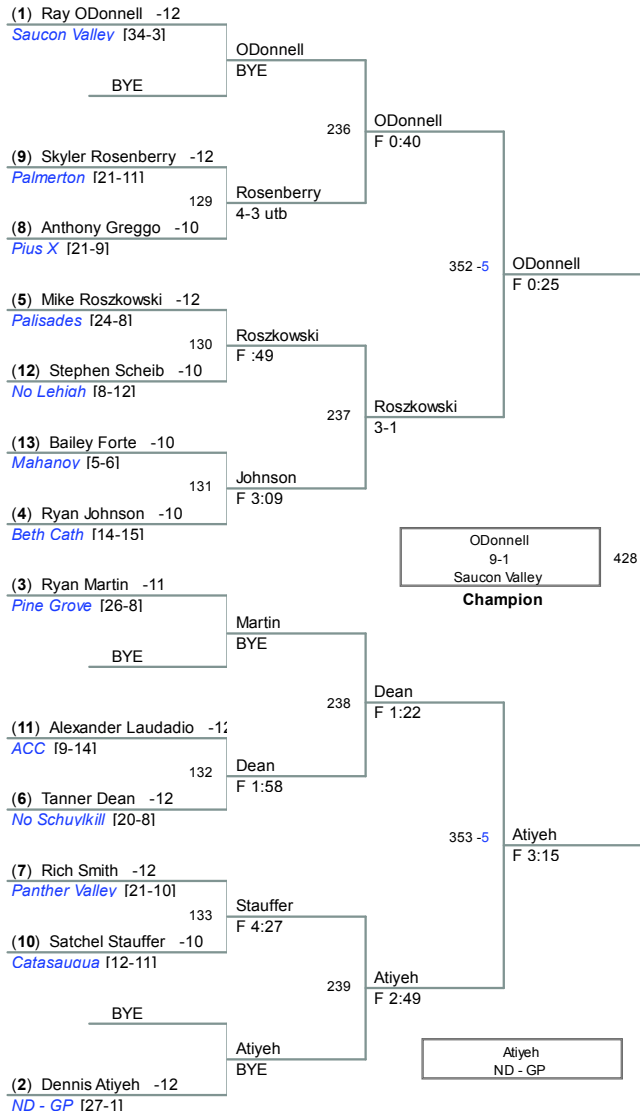 (1) Ray ODonnell -12
Saucon Valley [34-3]
ODonnell
BYE
BYE
236
ODonnell
F 0:40
(9) Skyler Rosenberry -12
Palmerton [21-11]
129
Rosenberry
4-3 utb
(8) Anthony Greggo -10
Pius X [21-9]
352 -5
ODonnell
F 0:25
(5) Mike Roszkowski -12
Palisades [24-8]
130
Roszkowski
F :49
(12) Stephen Scheib -10
No Lehigh [8-12]
237
Roszkowski
3-1
(13) Bailey Forte -10
Mahanoy [5-6]
131
Johnson
F 3:09
(4) Ryan Johnson -10
Beth Cath [14-15]
ODonnell
9-1
Saucon Valley
428
Champion
(3) Ryan Martin -11
Pine Grove [26-8]
Martin
BYE
BYE
238
Dean
F 1:22
(11) Alexander Laudadio -12
ACC [9-14]
132
Dean
F 1:58
(6) Tanner Dean -12
No Schuylkill [20-8]
353 -5
Atiyeh
F 3:15
(7) Rich Smith -12
Panther Valley [21-10]
133
Stauffer
F 4:27
(10) Satchel Stauffer -10
Catasauqua [12-11]
239
Atiyeh
F 2:49
BYE
Atiyeh
BYE
Atiyeh
ND - GP
(2) Dennis Atiyeh -12
ND - GP [27-1]